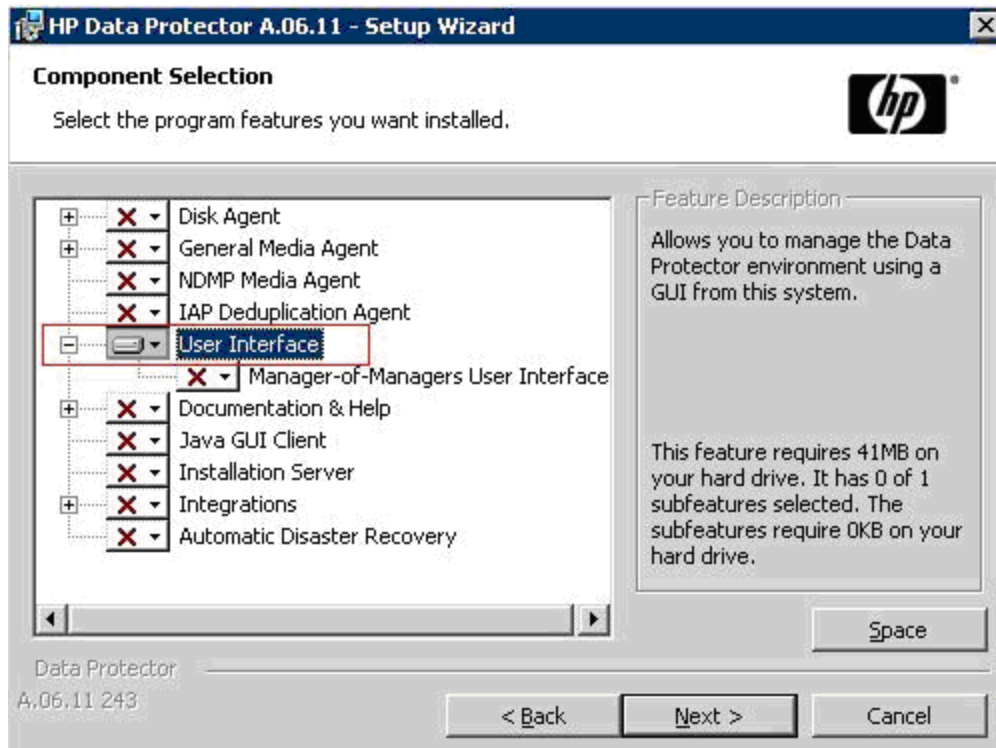 HP Data Protector A.06.11 - Setup Wizard
Component Selection
Select the program features you want installed.
hp
Disk Agent
General Media Agent
NDMP Media Agent
IAP Deduplication Agent
User Interface
Manager-of-Managers User Interface
Documentation & Help
Java GUI Client
Installation Server
Integrations
Automatic Disaster Recovery
Feature Description
Allows you to manage the Data
Protector environment using a
GUI from this system.
This feature requires 41MB on
your hard drive. It has 0 of 1
subfeatures selected. The
subfeatures require 0KB on your
hard drive.
Space
Data Protector
A.06.11 243
< Back
Next >
Cancel